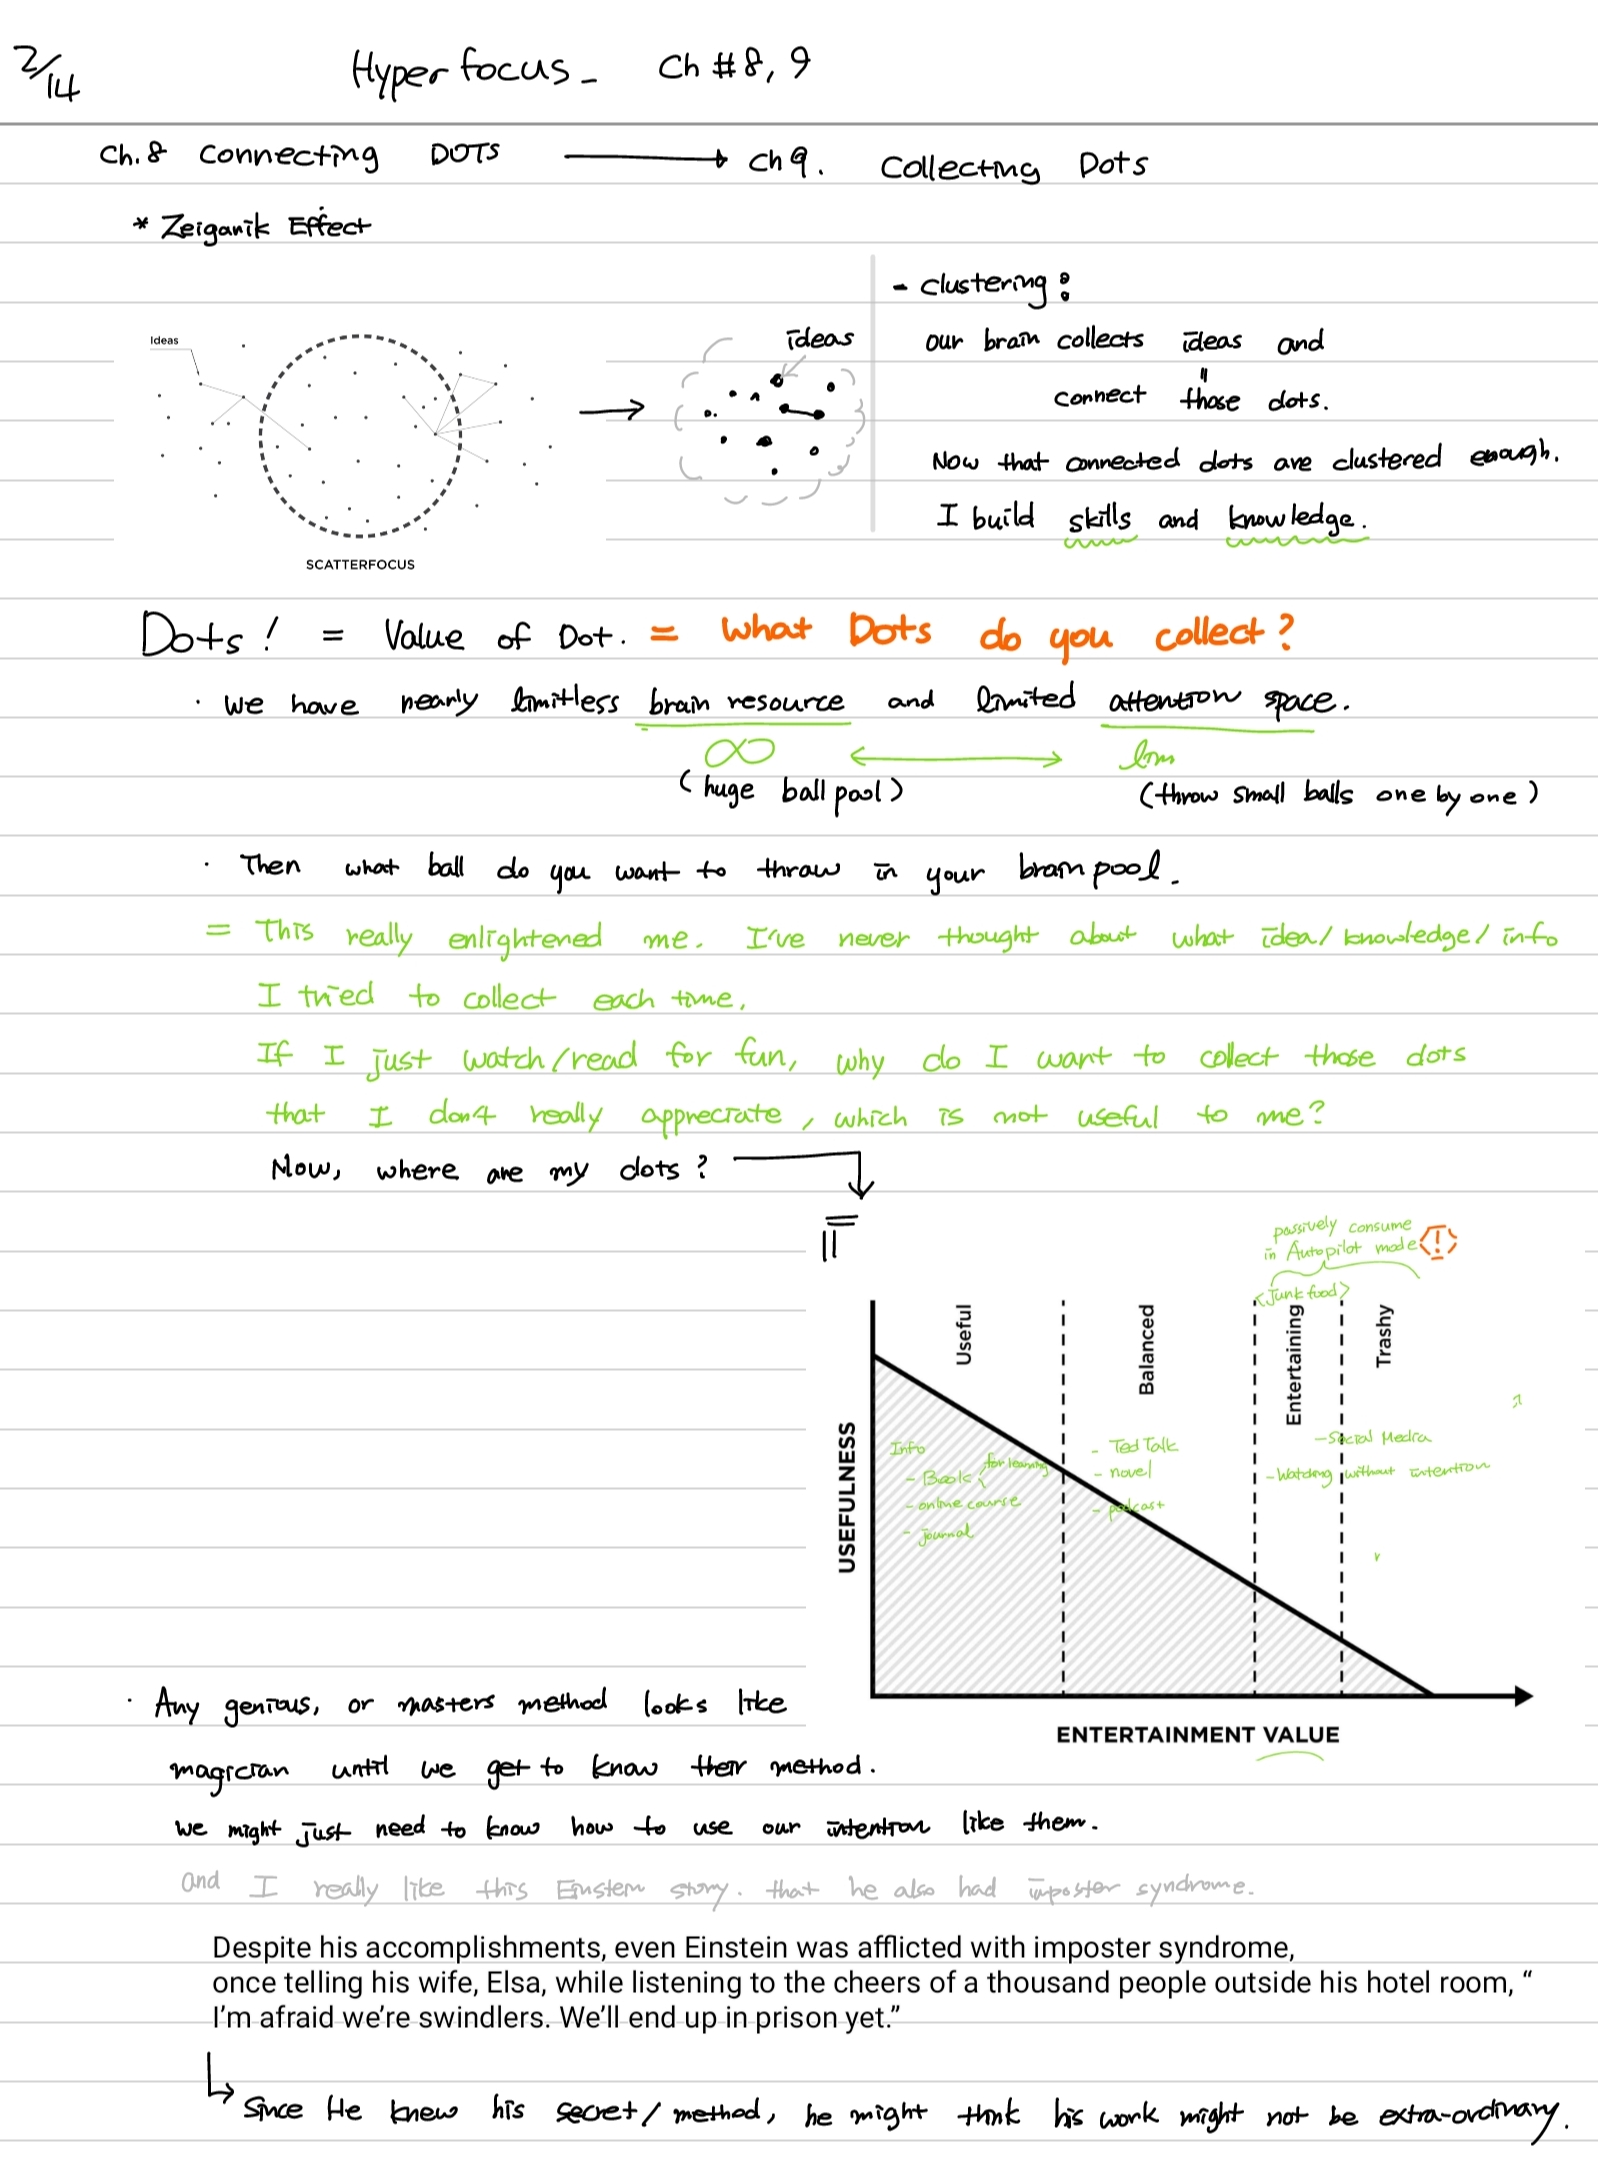 2/14
Hyper focus_ Ch #8, 9
Ch.8 Connecting DOTS → Ch 9. Collecting Dots
* Zeiganik Effect
Ideas
SCATTERFOCUS
ideas
- clustering:
our brain collects ideas and
connect those dots.
Now that connected dots are clustered enough.
I build skills and knowledge.
Dots! = Value of Dot. = What Dots do you collect?
· we have nearly limitless brain resource and limited attention space.
∞ ↔ lim
(huge ball pool) (throw small balls one by one)
· Then what ball do you want to throw in your brain pool.
= This really enlightened me. I've never thought about what idea/knowledge/info
I tried to collect each time.
If I just watch/read for fun, why do I want to collect those dots
that I don't really appreciate, which is not useful to me?
Now, where are my dots?
passively consume
in Autopilot mode !
<Junk food>
Useful
Balanced
Entertaining
Trashy
USEFULNESS
Info
- Book for learning
- online course
- journal
- Ted Talk
- novel
- podcast
- Social Media
- Watching without intention
ENTERTAINMENT VALUE
· Any genious, or masters method looks like
magician until we get to know their method.
we might just need to know how to use our intention like them.
and I really like this Einstein story. that he also had imposter syndrome.
Despite his accomplishments, even Einstein was afflicted with imposter syndrome,
once telling his wife, Elsa, while listening to the cheers of a thousand people outside his hotel room, “
I’m afraid we’re swindlers. We’ll end up in prison yet.”
Since He knew his secret/method, he might think his work might not be extra-ordinary.